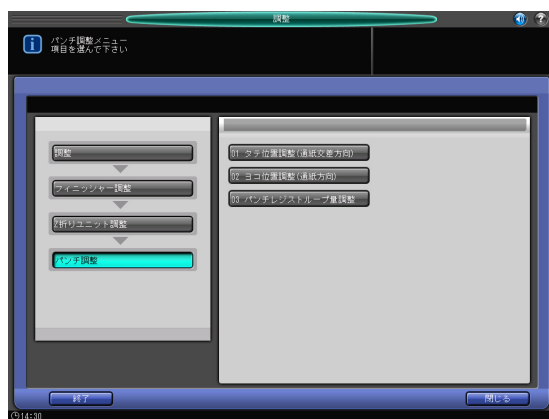 調整
パンチ調整メニュー
項目を選んで下さい
調整
フィニッシャー調整
Z折りユニット調整
パンチ調整
01 タテ位置調整(通紙交差方向)
02 ヨコ位置調整(通紙方向)
03 パンチレジストループ量調整
終了
閉じる
14:30